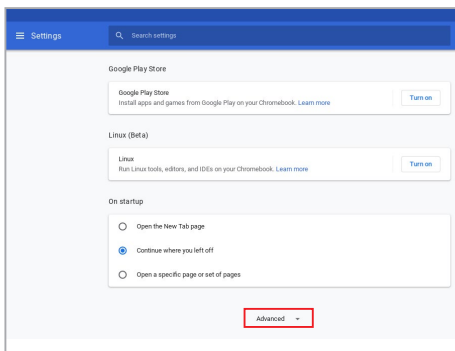 Settings
Search settings
Google Play Store
Google Play Store
Install apps and games from Google Play on your Chromebook. Learn more
Turn on
Linux (Beta)
Linux
Run Linux tools, editors, and IDEs on your Chromebook. Learn more
Turn on
On startup
Open the New Tab page
Continue where you left off
Open a specific page or set of pages
Advanced